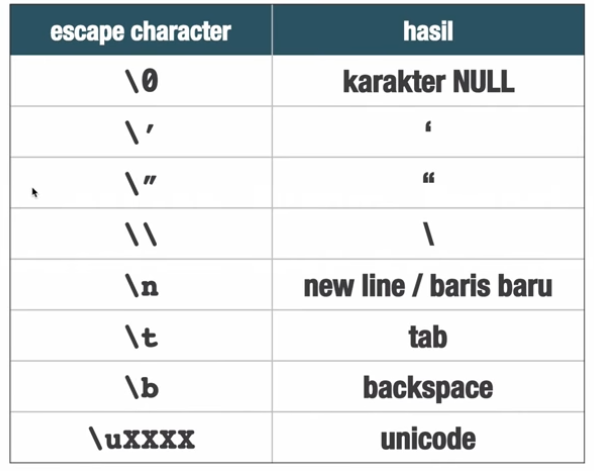 escape character hasil
\0 karakter NULL
\′ ‘
\″ “
\\ \
\n new line / baris baru
\t tab
\b backspace
\uXXXX unicode